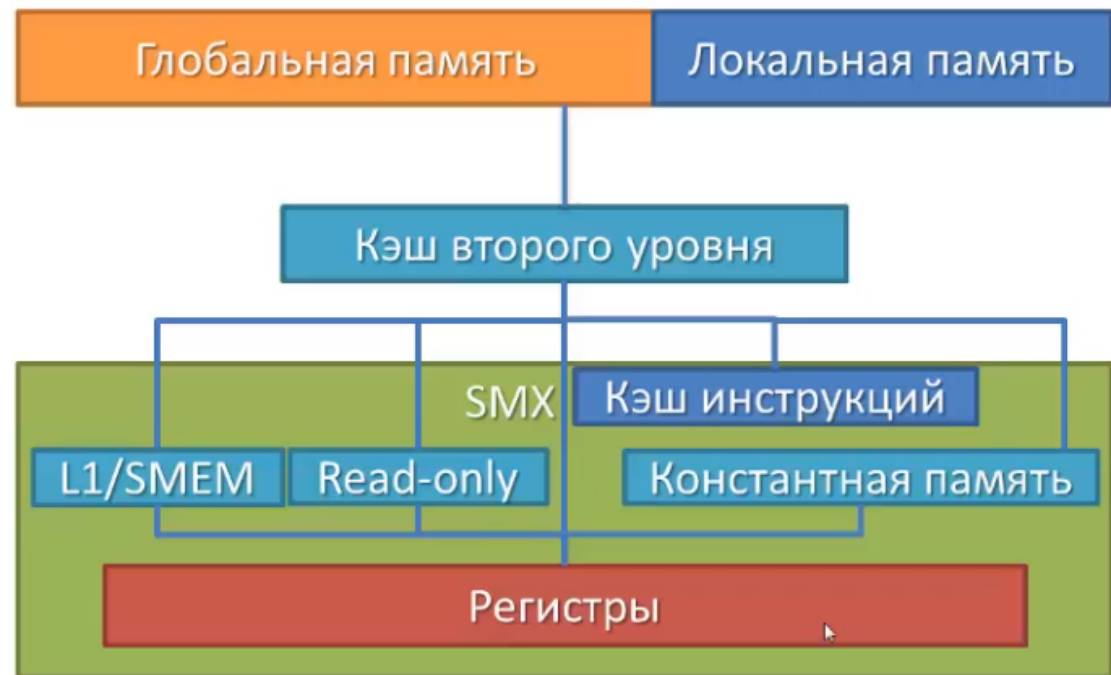 Глобальная память
Локальная память
Кэш второго уровня
SMX
Кэш инструкций
L1/SMEM
Read-only
Константная память
Регистры